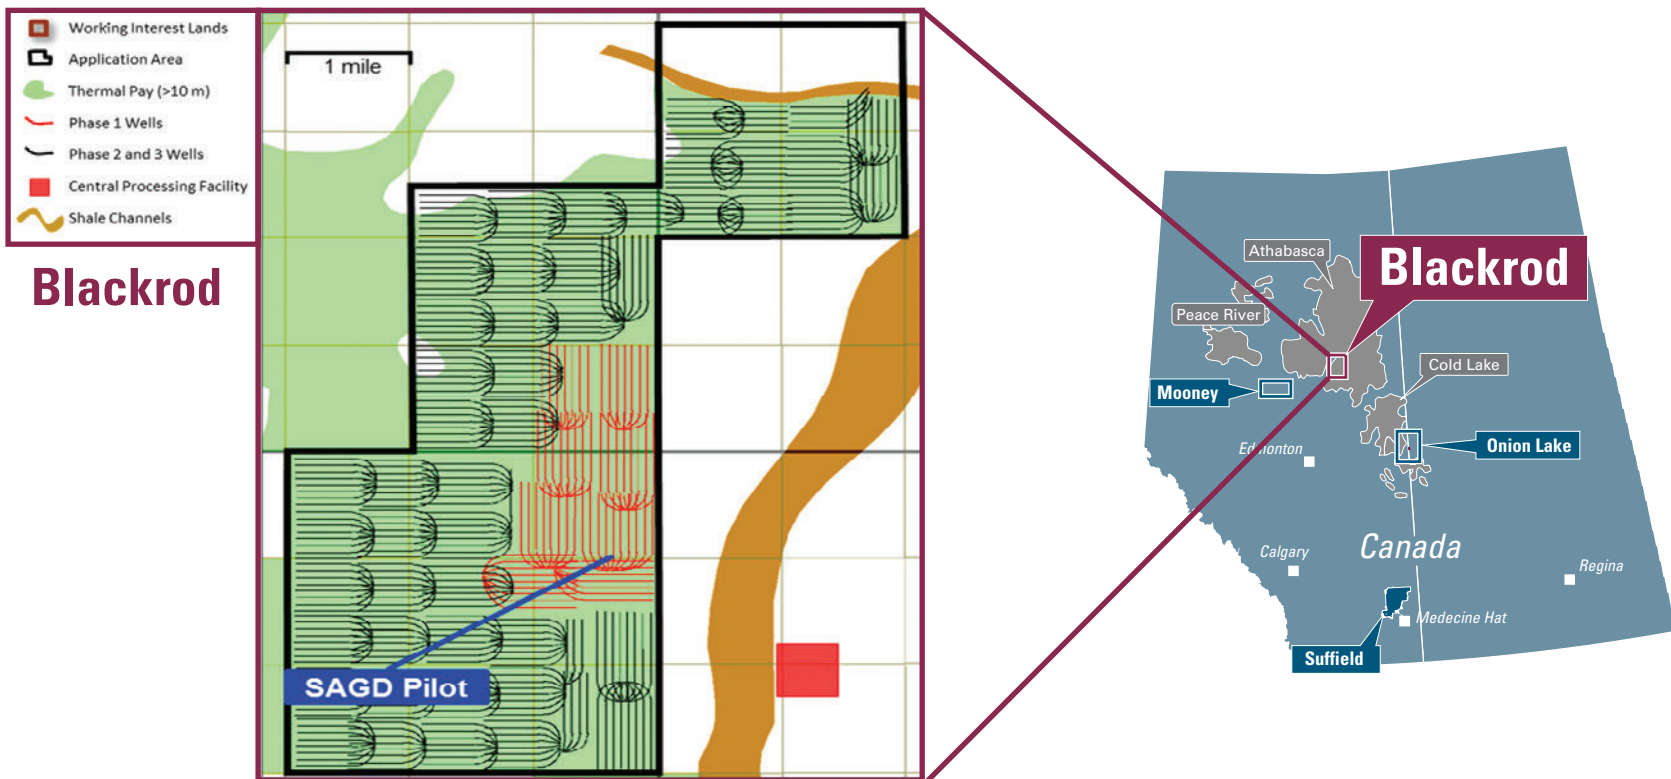 Working Interest Lands
Application Area
Thermal Pay (>10 m)
Phase 1 Wells
Phase 2 and 3 Wells
Central Processing Facility
Shale Channels
Blackrod
1 mile
SAGD Pilot
Athabasca
Blackrod
Peace River
Cold Lake
Mooney
Edmonton
Onion Lake
Canada
Calgary
Regina
Medecine Hat
Suffield